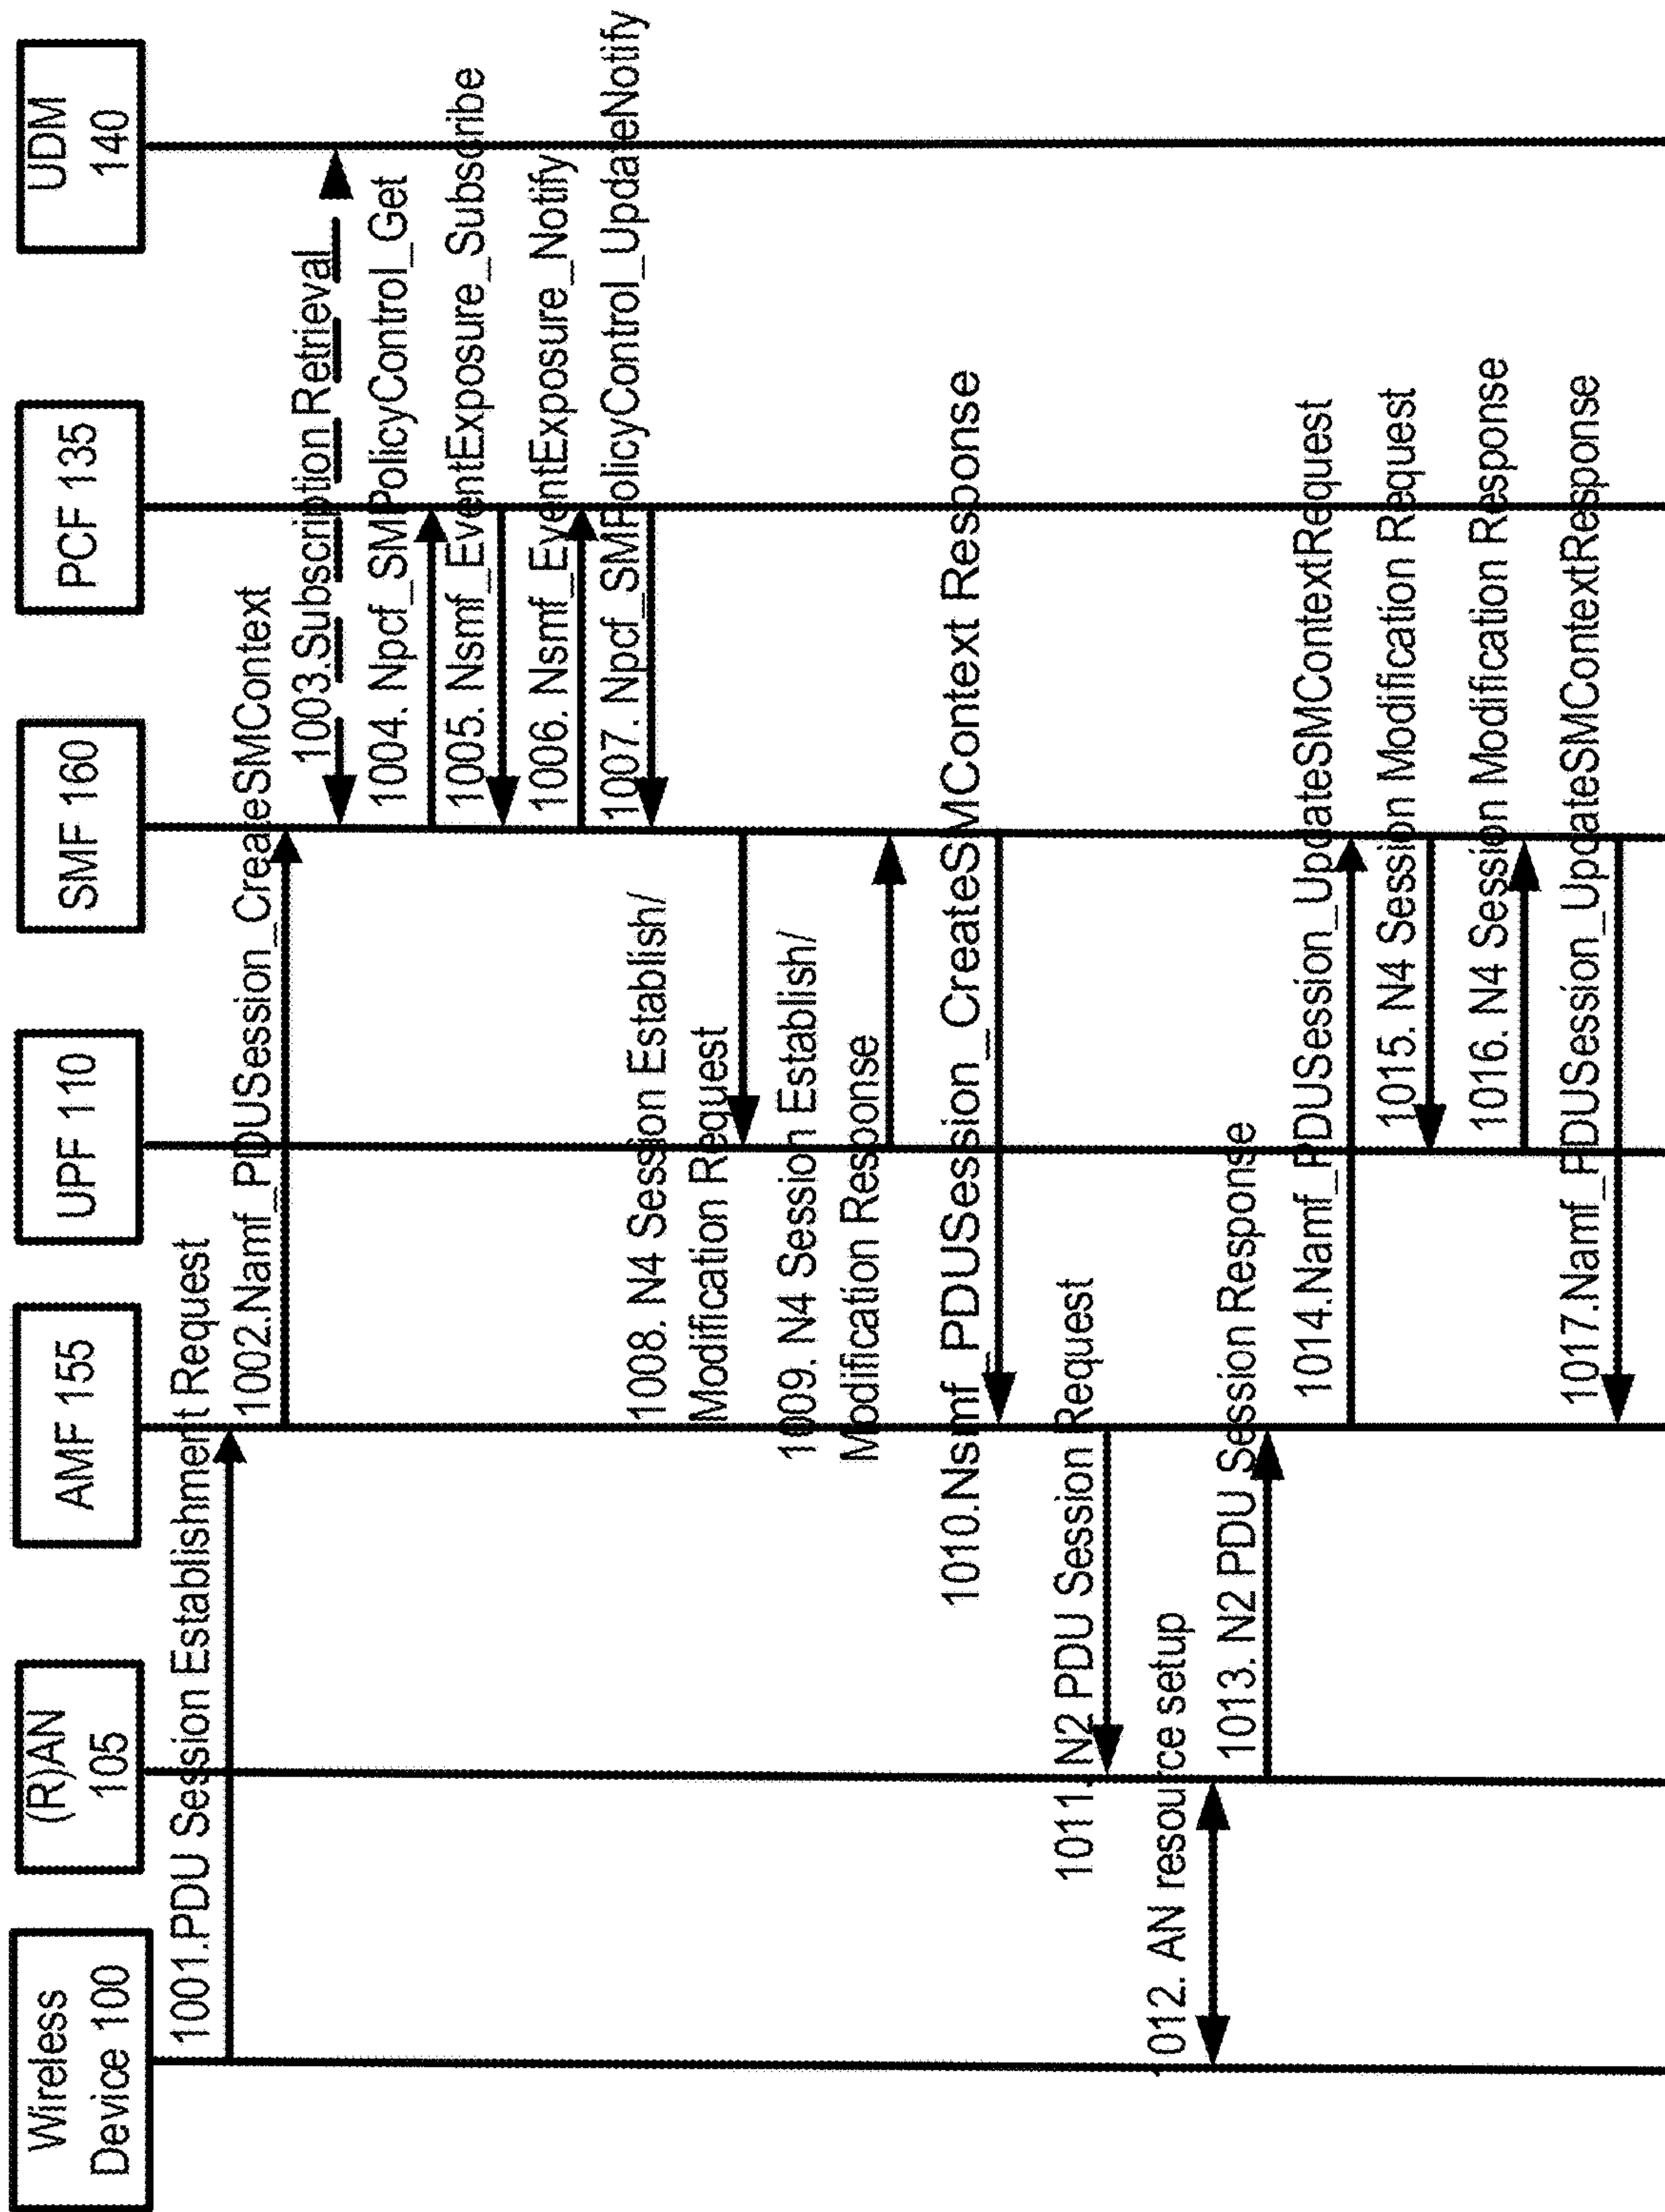 Wireless
Device 100
(R)AN
105
AMF 155
UPF 110
SMF 160
PCF 135
UDM
140
1001.PDU Session Establishment Request
1002.Namf_PDUSession_CreateSMContext
1003.Subscription Retrieval
1004. Npcf_SMPolicyControl_Get
1005. Nsmf_EventExposure_Subscribe
1006. Nsmf_EventExposure_Notify
1007. Npcf_SMPolicyControl_UpdateNotify
1008. N4 Session Establish/
Modification Request
1009. N4 Session Establish/
Modification Response
1010.Nsmf_PDUSession_CreateSMContext Response
1011. N2 PDU Session Request
1012. AN resource setup
1013. N2 PDU Session Response
1014.Namf_PDUSession_UpdateSMContextRequest
1015. N4 Session Modification Request
1016. N4 Session Modification Response
1017.Namf_PDUSession_UpdateSMContextResponse